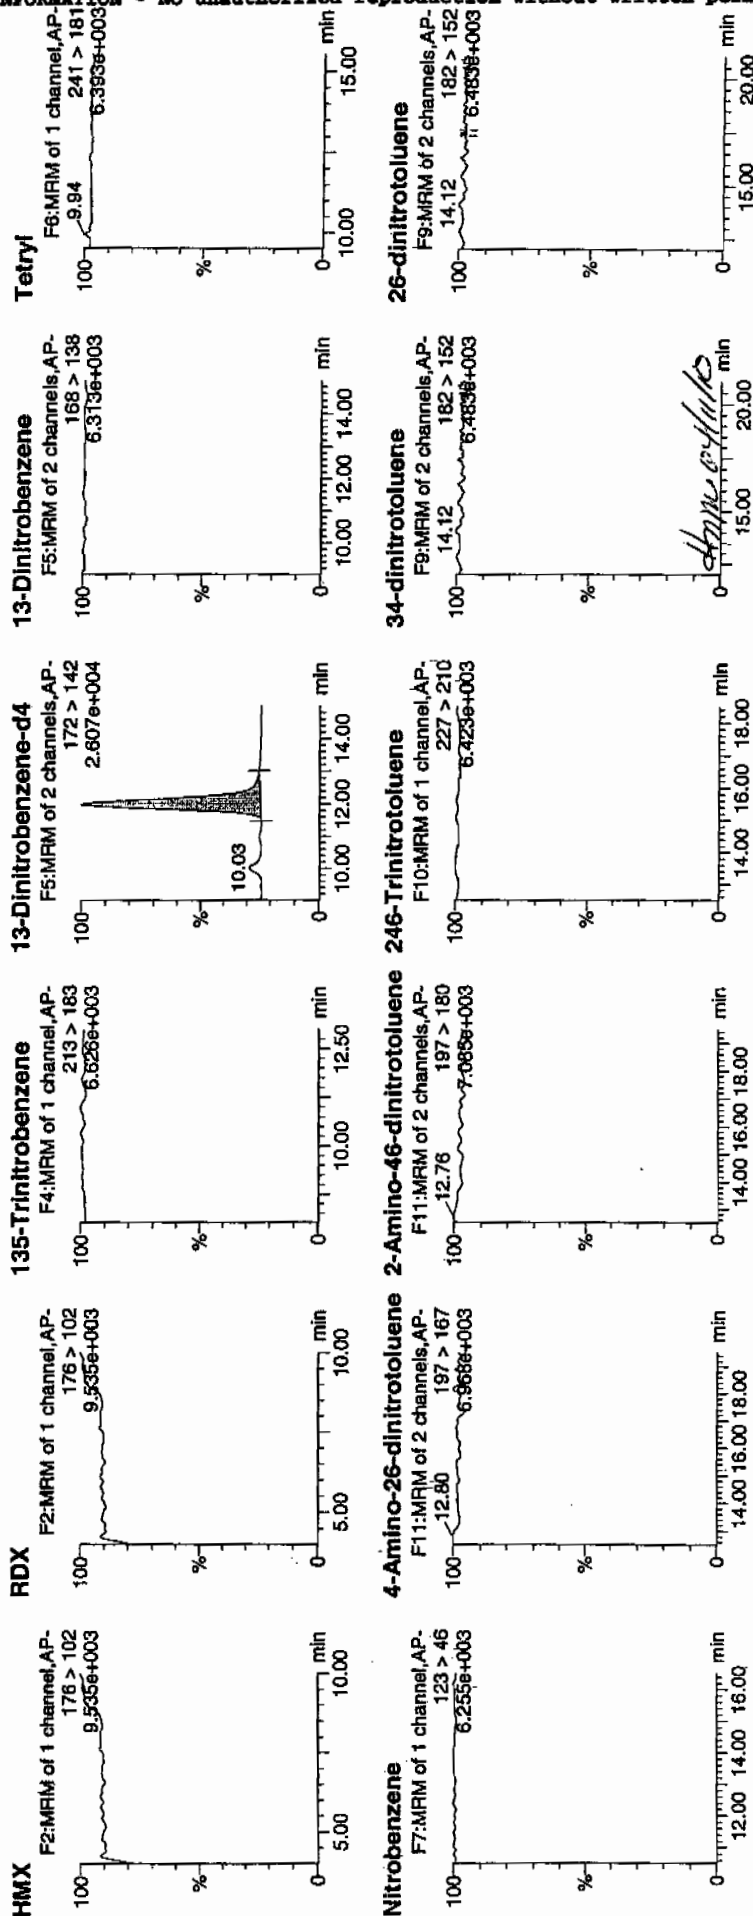 HMX
F2:MRM of 1 channel,AP-
176 > 102
9.535e+003
100
%
0
5.00
10.00
min
RDX
F2:MRM of 1 channel,AP-
176 > 102
9.535e+003
100
%
0
5.00
10.00
min
135-Trinitrobenzene
F4:MRM of 1 channel,AP-
213 > 183
6.626e+003
100
%
0
10.00
12.50
min
13-Dinitrobenzene-d4
F5:MRM of 2 channels,AP-
172 > 142
2.607e+004
100
%
10.03
0
10.00
12.00
14.00
min
13-Dinitrobenzene
F5:MRM of 2 channels,AP-
168 > 138
6.313e+003
100
%
0
10.00
12.00
14.00
min
Tetryl
F6:MRM of 1 channel,AP-
241 > 181
6.393e+003
9.94
100
%
0
10.00
15.00
min
Nitrobenzene
F7:MRM of 1 channel,AP-
123 > 46
6.255e+003
100
%
0
12.00
14.00
16.00
min
4-Amino-26-dinitrotoluene
F11:MRM of 2 channels,AP-
197 > 167
6.968e+003
12.80
100
%
0
14.00
16.00
18.00
min
2-Amino-46-dinitrotoluene
F11:MRM of 2 channels,AP-
197 > 180
7.085e+003
12.76
100
%
0
14.00
16.00
18.00
min
246-Trinitrotoluene
F10:MRM of 1 channel,AP-
227 > 210
6.423e+003
100
%
0
14.00
16.00
18.00
min
34-dinitrotoluene
F9:MRM of 2 channels,AP-
182 > 152
6.483e+003
14.12
100
%
0
15.00
20.00
min
26-dinitrotoluene
F9:MRM of 2 channels,AP-
182 > 152
6.483e+003
14.12
100
%
0
15.00
20.00
min